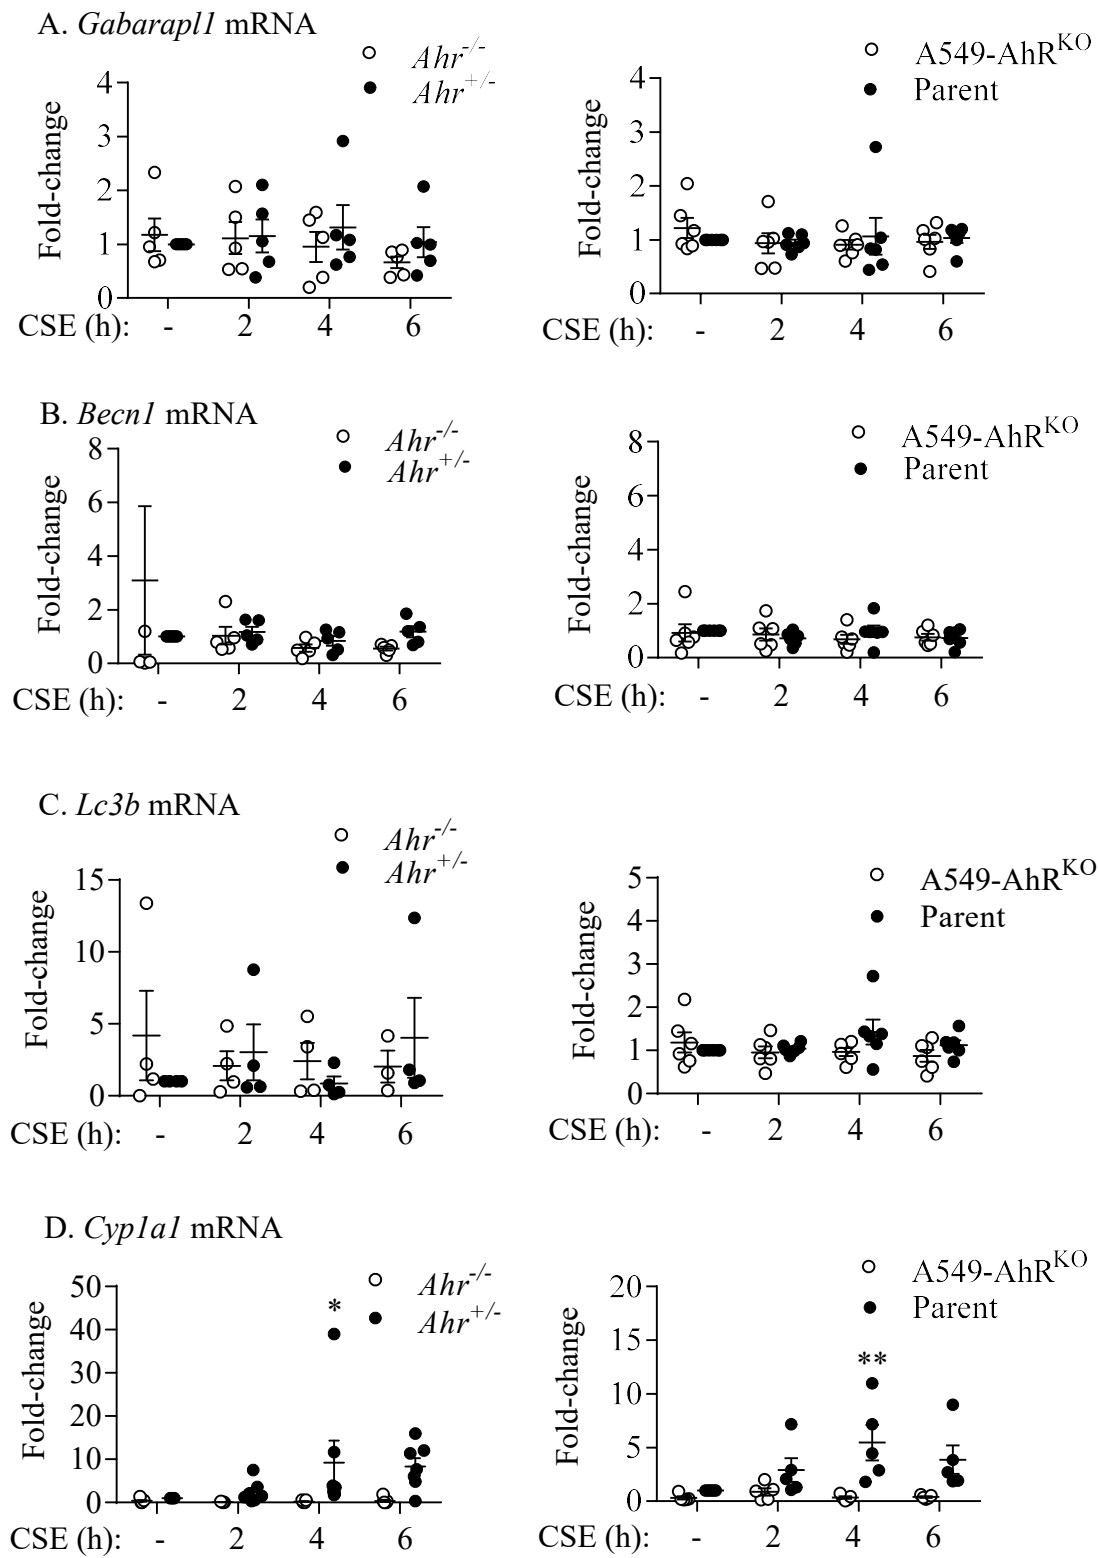 A. Gabarapl1 mRNA
Ahr-/-
Ahr+/-
4
3
2
1
0
Fold-change
CSE (h): - 2 4 6
A549-AhRKO
Parent
4
3
2
1
0
Fold-change
CSE (h): - 2 4 6
B. Becn1 mRNA
Ahr-/-
Ahr+/-
8
6
4
2
0
Fold-change
CSE (h): - 2 4 6
A549-AhRKO
Parent
8
6
4
2
0
Fold-change
CSE (h): - 2 4 6
C. Lc3b mRNA
Ahr-/-
Ahr+/-
15
10
5
0
Fold-change
CSE (h): - 2 4 6
A549-AhRKO
Parent
5
4
3
2
1
0
Fold-change
CSE (h): - 2 4 6
D. Cyp1a1 mRNA
Ahr-/-
Ahr+/-
50
40
30
20
10
0
*
Fold-change
CSE (h): - 2 4 6
A549-AhRKO
Parent
20
15
10
5
0
**
Fold-change
CSE (h): - 2 4 6